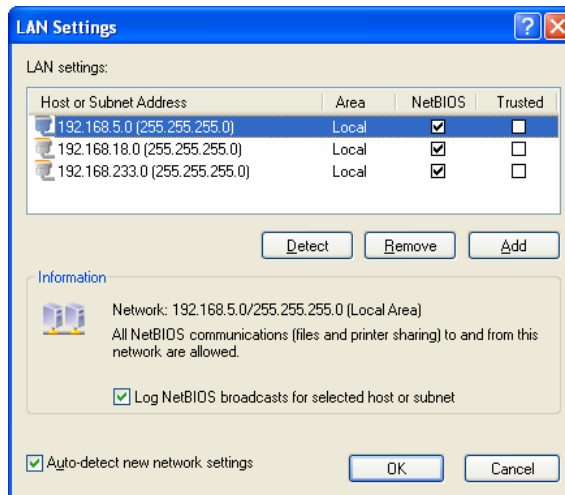 LAN Settings
LAN settings:
Host or Subnet Address Area NetBIOS Trusted
192.168.5.0 (255.255.255.0) Local
192.168.18.0 (255.255.255.0) Local
192.168.233.0 (255.255.255.0) Local
Detect Remove Add
Information
Network: 192.168.5.0/255.255.255.0 (Local Area)
All NetBIOS communications (files and printer sharing) to and from this
network are allowed.
Log NetBIOS broadcasts for selected host or subnet
Auto-detect new network settings
OK Cancel